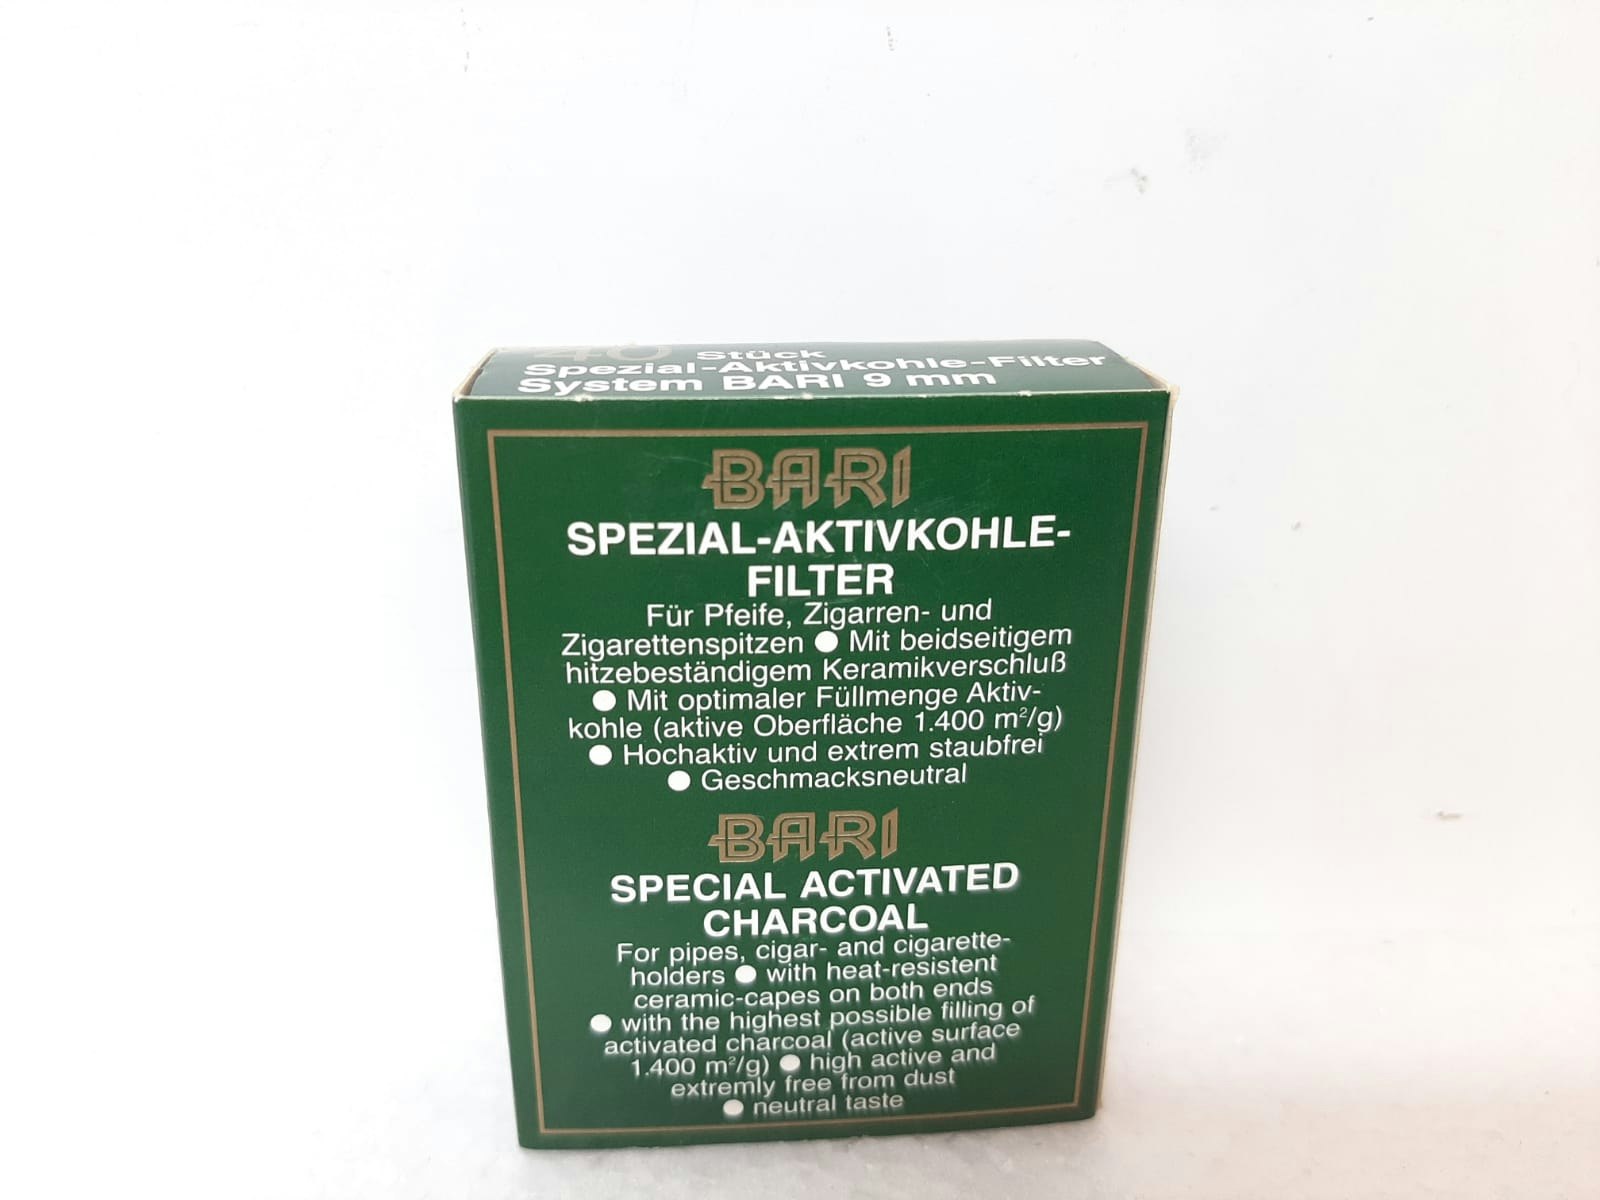 40 Stück
Spezial-Aktivkohle-Filter
System BARI 9 mm
BARI
SPEZIAL-AKTIVKOHLE-
FILTER
Für Pfeife, Zigarren- und
Zigarettenspitzen ● Mit beidseitigem
hitzebeständigem Keramikverschluß
● Mit optimaler Füllmenge Aktiv-
kohle (aktive Oberfläche 1.400 m²/g)
● Hochaktiv und extrem staubfrei
● Geschmacksneutral
BARI
SPECIAL ACTIVATED
CHARCOAL
For pipes, cigar- and cigarette-
holders ● with heat-resistent
ceramic-capes on both ends
● with the highest possible filling of
activated charcoal (active surface
1.400 m²/g) ● high active and
extremly free from dust
● neutral taste